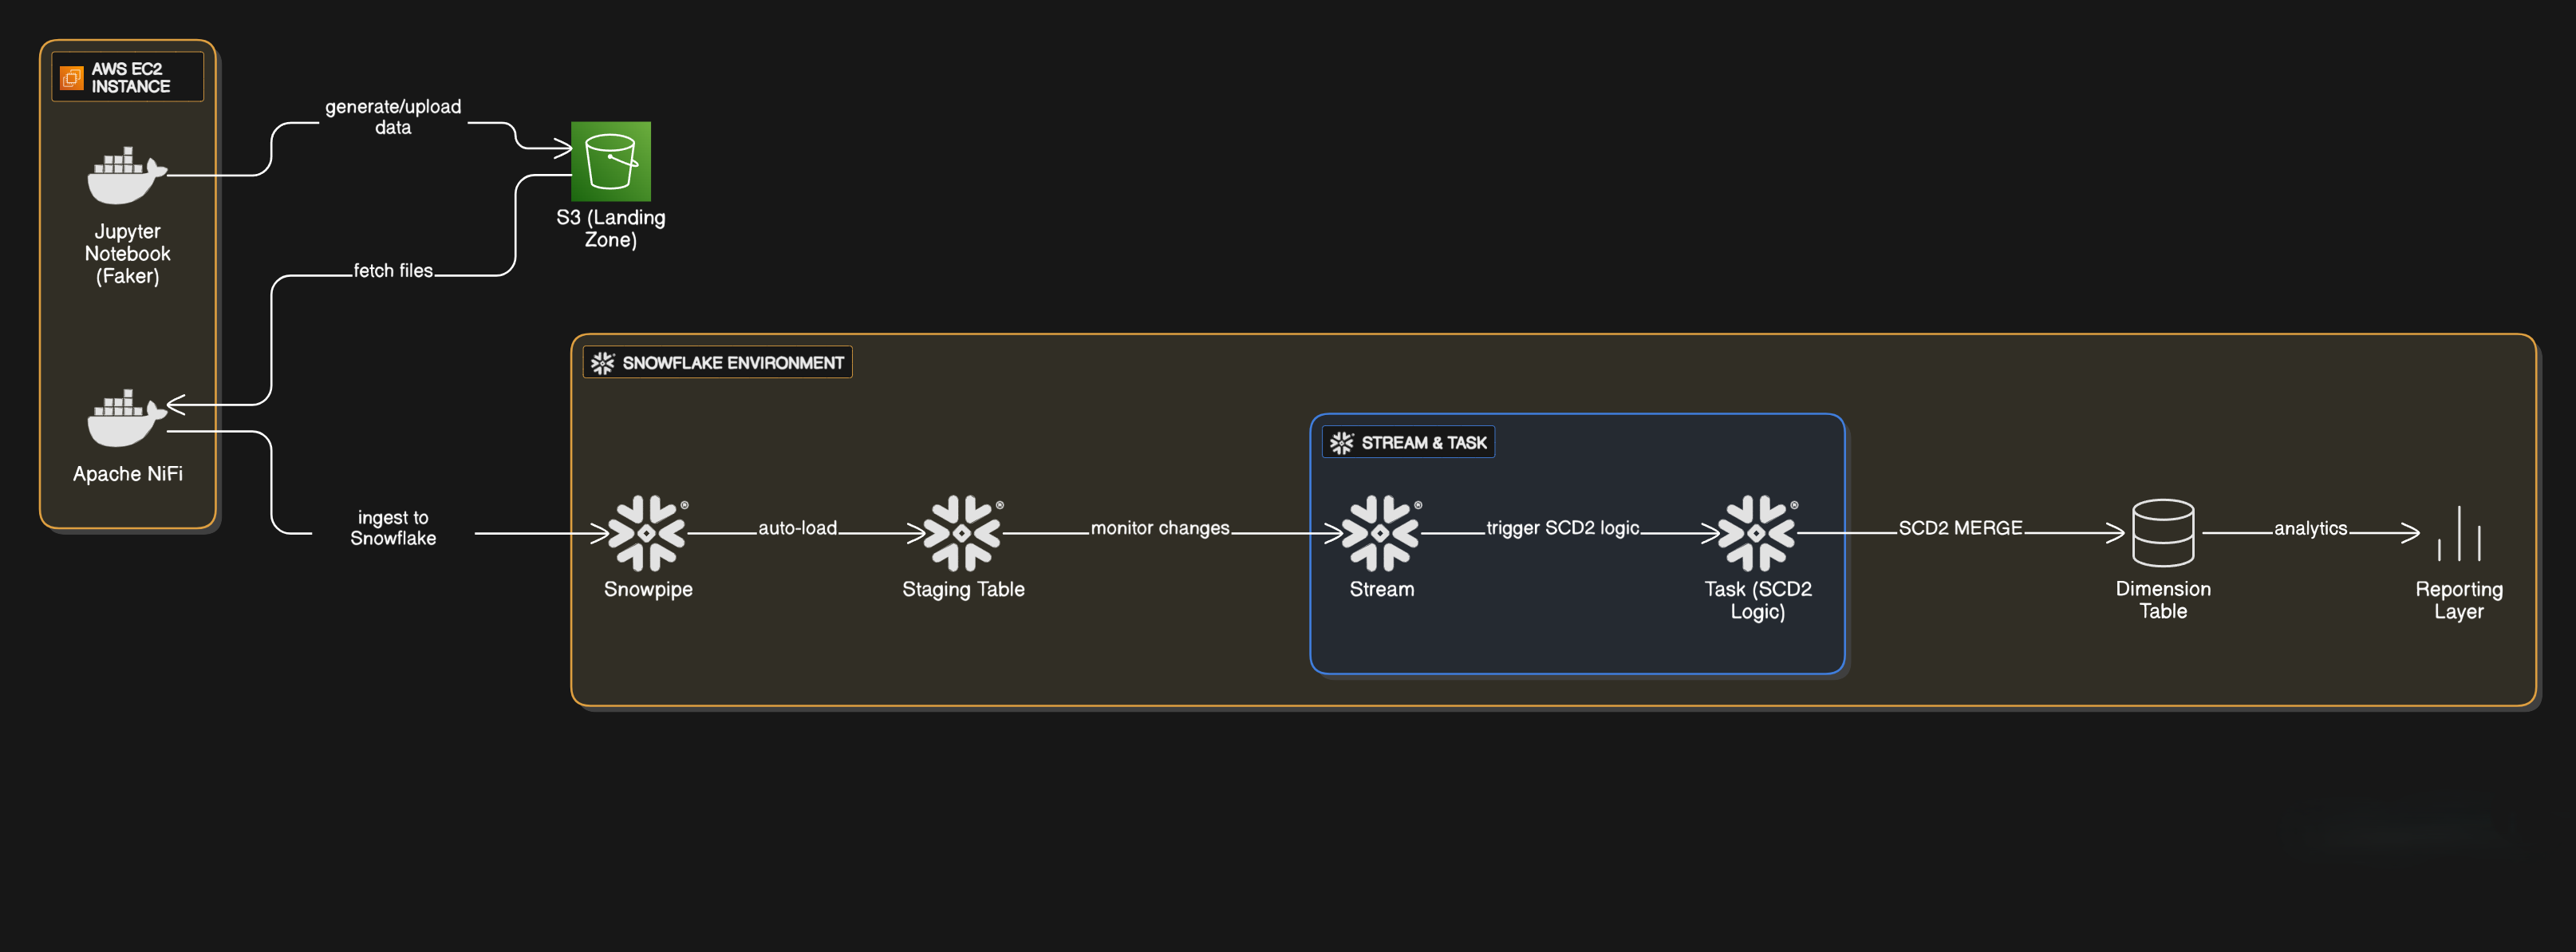 AWS EC2
INSTANCE
generate/upload
data
S3 (Landing
Zone)
Jupyter
Notebook
(Faker)
fetch files
Apache NiFi
ingest to
Snowflake
SNOWFLAKE ENVIRONMENT
STREAM & TASK
Snowpipe
auto-load
Staging Table
monitor changes
Stream
trigger SCD2 logic
Task (SCD2
Logic)
SCD2 MERGE
Dimension
Table
analytics
Reporting
Layer